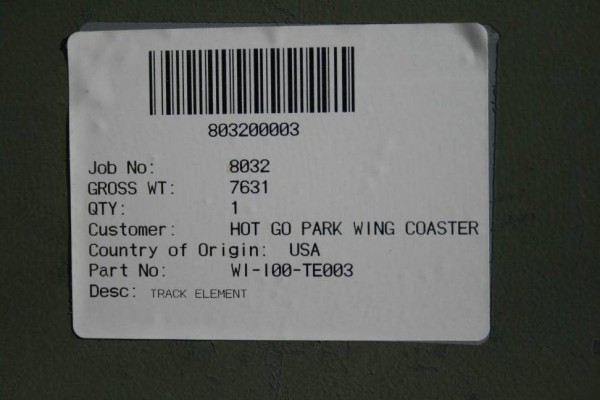 803200003
Job No: 8032
GROSS WT: 7631
QTY: 1
Customer: HOT GO PARK WING COASTER
Country of Origin: USA
Part No: WI-I00-TE003
Desc: TRACK ELEMENT